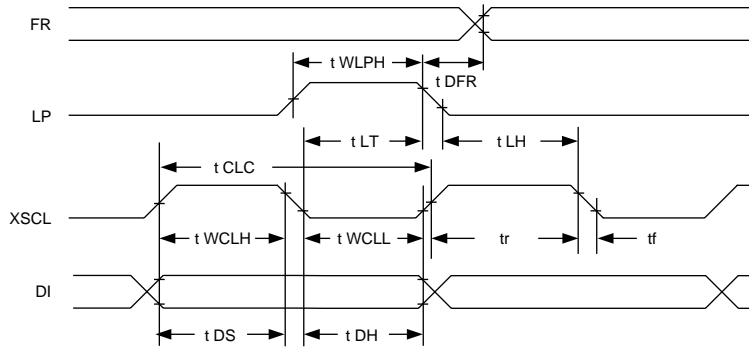 FR
t WLPH
t DFR
LP
t LT
t LH
t CLC
XSCL
t WCLH
t WCLL
tr
tf
DI
t DS
t DH